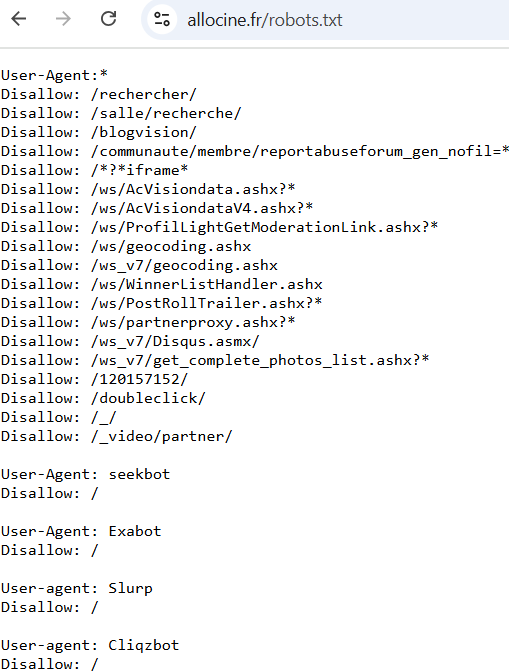 allocine.fr/robots.txt
User-Agent:*
Disallow: /rechercher/
Disallow: /salle/recherche/
Disallow: /blogvision/
Disallow: /communaute/membre/reportabuseforum_gen_nofil=*
Disallow: /*?*iframe*
Disallow: /ws/AcVisiondata.ashx?*
Disallow: /ws/AcVisiondataV4.ashx?*
Disallow: /ws/ProfilLightGetModerationLink.ashx?*
Disallow: /ws/geocoding.ashx
Disallow: /ws_v7/geocoding.ashx
Disallow: /ws/WinnerListHandler.ashx
Disallow: /ws/PostRollTrailer.ashx?*
Disallow: /ws/partnerproxy.ashx?*
Disallow: /ws_v7/Disqus.asmx/
Disallow: /ws_v7/get_complete_photos_list.ashx?*
Disallow: /120157152/
Disallow: /doubleclick/
Disallow: /_/
Disallow: /_video/partner/
User-Agent: seekbot
Disallow: /
User-Agent: Exabot
Disallow: /
User-agent: Slurp
Disallow: /
User-agent: Cliqzbot
Disallow: /